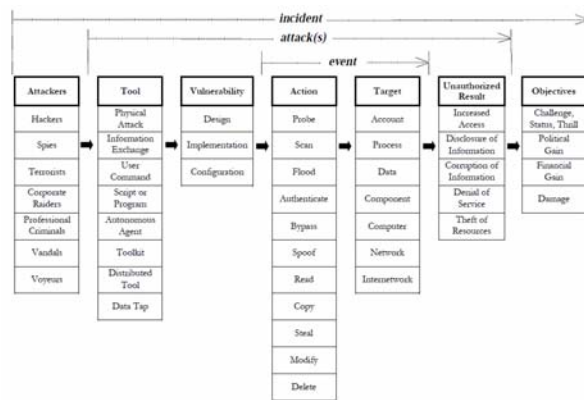 incident
attack(s)
event
Attackers
Hackers
Spies
Terrorists
Corporate
Raiders
Professional
Criminals
Vandals
Voyeurs
Tool
Physical
Attack
Information
Exchange
User
Command
Script or
Program
Autonomous
Agent
Toolkit
Distributed
Tool
Data Tap
Vulnerability
Design
Implementation
Configuration
Action
Probe
Scan
Flood
Authenticate
Bypass
Spoof
Read
Copy
Steal
Modify
Delete
Target
Account
Process
Data
Component
Computer
Network
Internetwork
Unauthorized
Result
Increased
Access
Disclosure of
Information
Corruption of
Information
Denial of
Service
Theft of
Resources
Objectives
Challenge,
Status, Thrill
Political
Gain
Financial
Gain
Damage